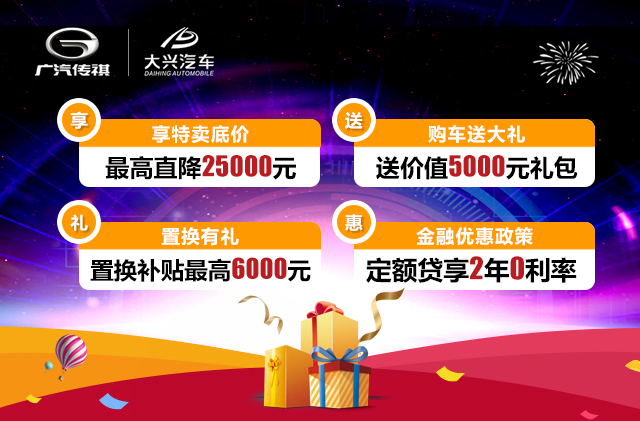 广汽传祺
大兴汽车
DAIHING AUTOMOBILE
享
享特卖底价
最高直降25000元
送
购车送大礼
送价值5000元礼包
礼
置换有礼
置换补贴最高6000元
惠
金融优惠政策
定额贷享2年0利率